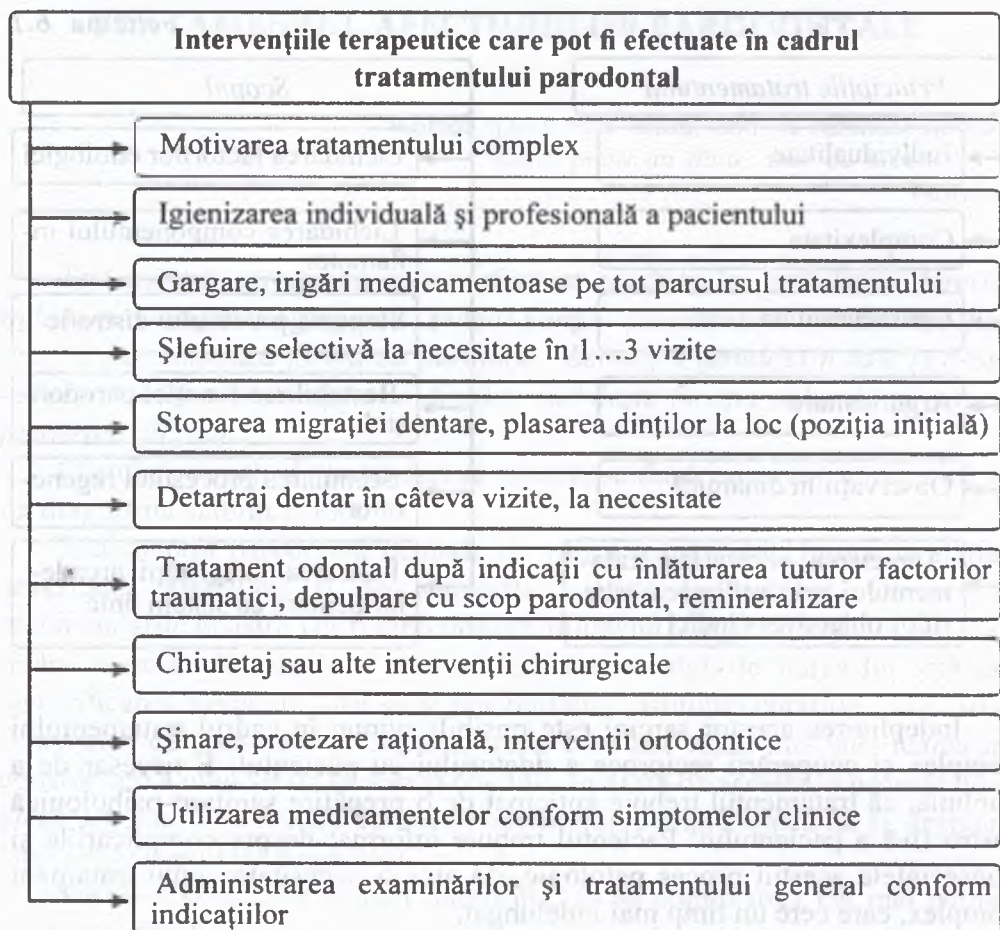 Intervențiile terapeutice care pot fi efectuate în cadrul
tratamentului parodontal
Motivarea tratamentului complex
Igienizarea individuală și profesională a pacientului
Gargare, irigări medicamentoase pe tot parcursul tratamentului
Șlefuire selectivă la necesitate în 1....3 vizite
Stoparea migrației dentare, plasarea dinților la loc (poziția inițială)
Detartraj dentar în câteva vizite, la necesitate
Tratament odontal după indicații cu înlăturarea tuturor factorilor
traumatici, depulpare cu scop parodontal, remineralizare
Chiuretaj sau alte intervenții chirurgicale
Șinare, protezare rațională, intervenții ortodontice
Utilizarea medicamentelor conform simptomelor clinice
Administrarea examinărilor și tratamentului general conform
indicațiilor